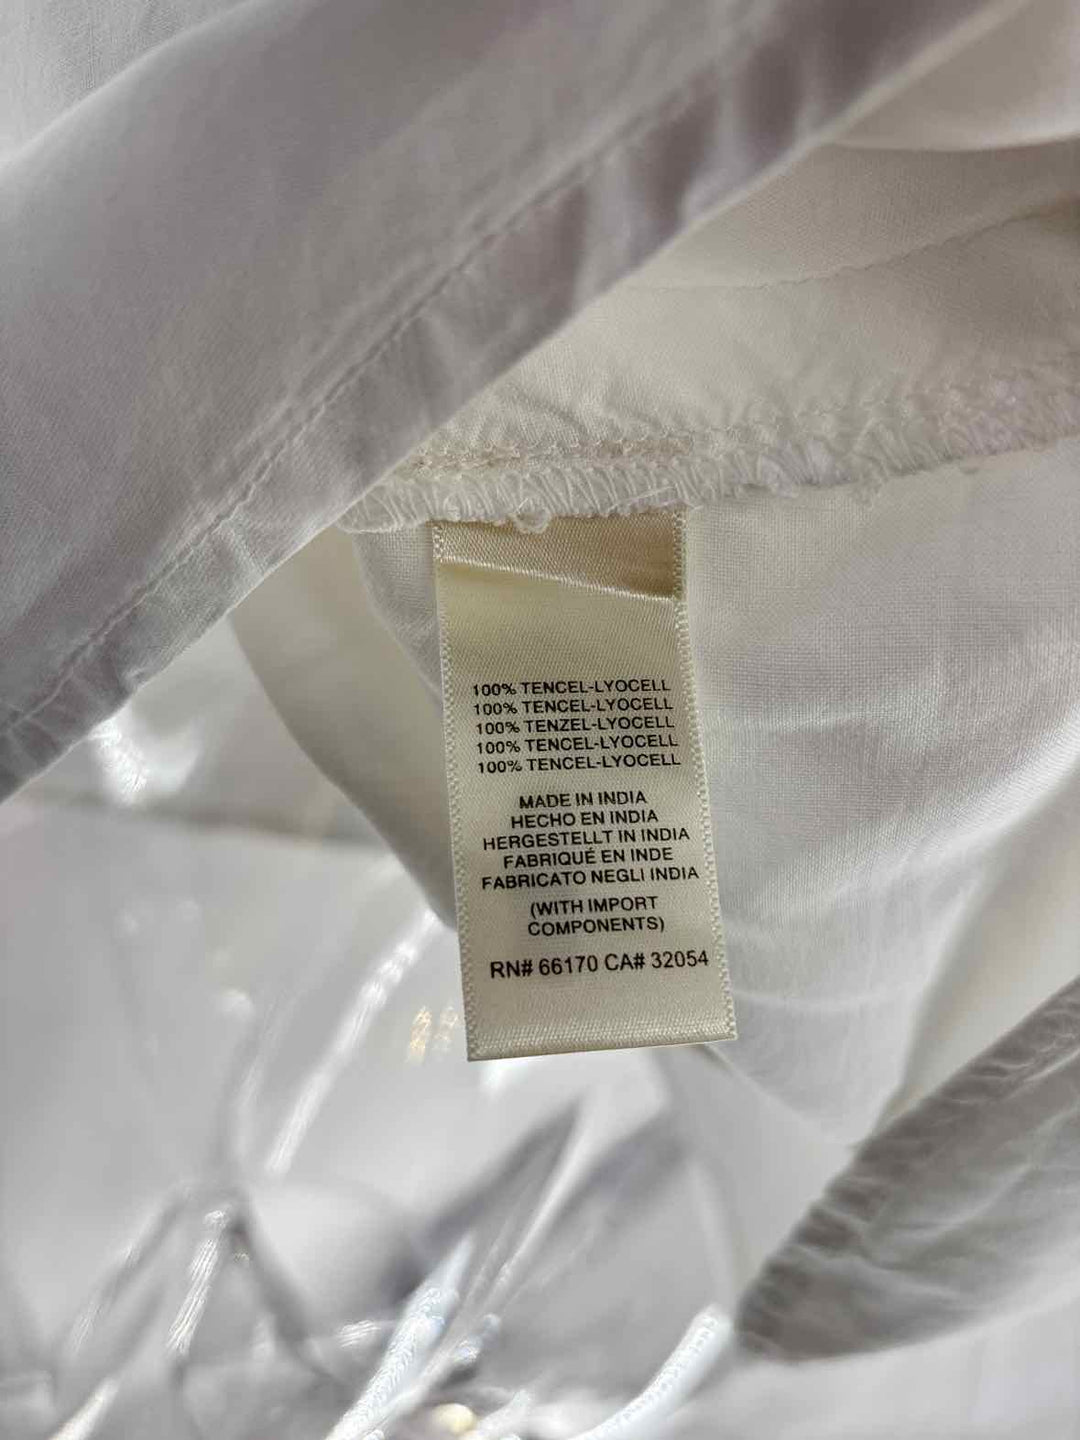 100% TENCEL-LYOCELL
100% TENCEL-LYOCELL
100% TENZEL-LYOCELL
100% TENCEL-LYOCELL
100% TENCEL-LYOCELL
MADE IN INDIA
HECHO EN INDIA
HERGESTELLT IN INDIA
FABRIQUÉ EN INDE
FABRICATO NEGLI INDIA
(WITH IMPORT
COMPONENTS)
RN# 66170 CA# 32054